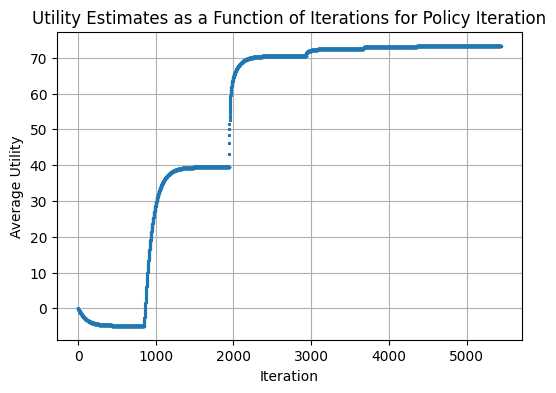 Utility Estimates as a Function of Iterations for Policy Iteration
70
60
50
40
30
20
10
0
Average Utility
0 1000 2000 3000 4000 5000
Iteration